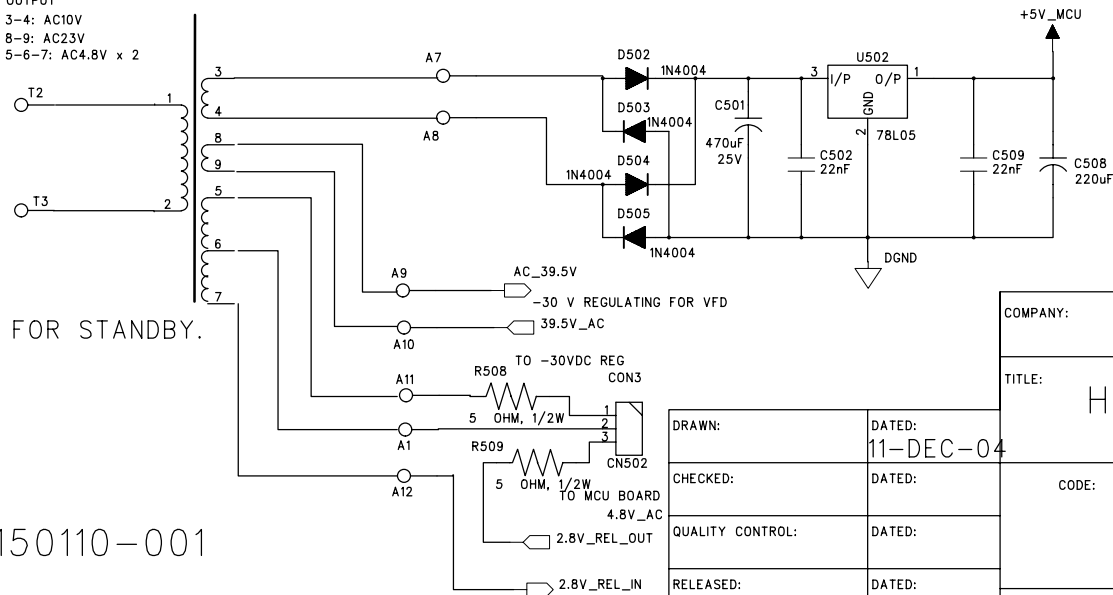 OUTPUT
3-4: AC10V
8-9: AC23V
5-6-7: AC4.8V x 2
+5V_MCU
T2
1
3
A7
D502
1N4004
3
I/P
U502
O/P
1
GND
2
78L05
4
A8
D503
1N4004
C501
470uF
25V
8
9
D504
1N4004
C502
22nF
C509
22nF
C508
220uF
T3
2
5
D505
1N4004
6
DGND
7
A9
AC_39.5V
-30 V REGULATING FOR VFD
A10
39.5V_AC
FOR STANDBY.
TO -30VDC REG
A11
R508
5 OHM, 1/2W
CON3
1
2
3
A1
R509
5 OHM, 1/2W
CN502
A12
TO MCU BOARD
4.8V_AC
2.8V_REL_OUT
2.8V_REL_IN
150110-001
COMPANY:
TITLE:
H
DRAWN:
DATED:
11-DEC-04
CHECKED:
DATED:
CODE:
QUALITY CONTROL:
DATED:
RELEASED:
DATED: